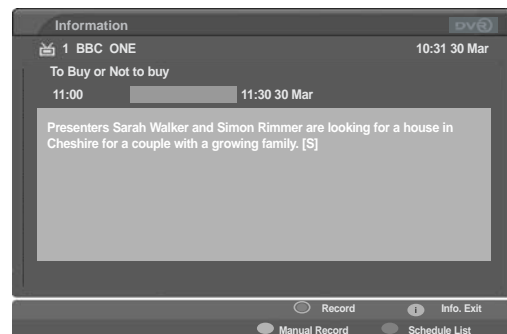 Information DVR
1 BBC ONE 10:31 30 Mar
To Buy or Not to buy
11:00 11:30 30 Mar
Presenters Sarah Walker and Simon Rimmer are looking for a house in
Cheshire for a couple with a growing family. [S]
Record i Info. Exit
Manual Record Schedule List